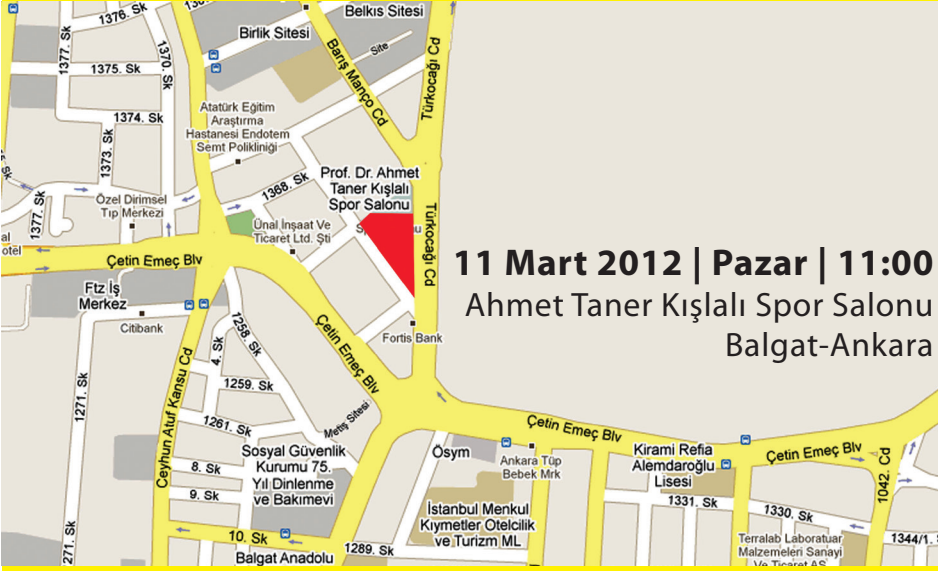 1376. Sk
1377. Sk
1370. Sk
1375. Sk
1374. Sk
1373. Sk
1377. Sk
Birlik Sitesi
Belkıs Sitesi
Site
Barış Manço Cd
Türkocağı Cd
Atatürk Eğitim
Araştırma
Hastanesi Endotem
Semt Polikliniği
1368. Sk
Prof. Dr. Ahmet
Taner Kışlalı
Spor Salonu
Özel Dirimsel
Tıp Merkezi
Ünal İnşaat Ve
Ticaret Ltd. Şti
Türkocağı Cd
11 Mart 2012 | Pazar | 11:00
Ahmet Taner Kışlalı Spor Salonu
Balgat-Ankara
Çetin Emeç Blv
Ftz İş
Merkez
Citibank
1258. Sk
4. Sk
Çetin Emeç Blv
Fortis Bank
1271. Sk
Ceyhun Atuf Kansu Cd
1259. Sk
1261. Sk
Metiş Sitesi
Sosyal Güvenlik
Kurumu 75.
Yıl Dinlenme
ve Bakımevi
8. Sk
9. Sk
10. Sk
Balgat Anadolu
1289. Sk
271. Sk
Ösym
Çetin Emeç Blv
Ankara Tüp
Bebek Mrk
İstanbul Menkul
Kıymetler Otelcilik
ve Turizm ML
Kirami Refia
Alemdaroğlu
Lisesi
Çetin Emeç Blv
1042. Cd
1331. Sk
1330. Sk
1344/1.
Terralab Laboratuar
Malzemeleri Sanayi
Ve Ticaret AŞ